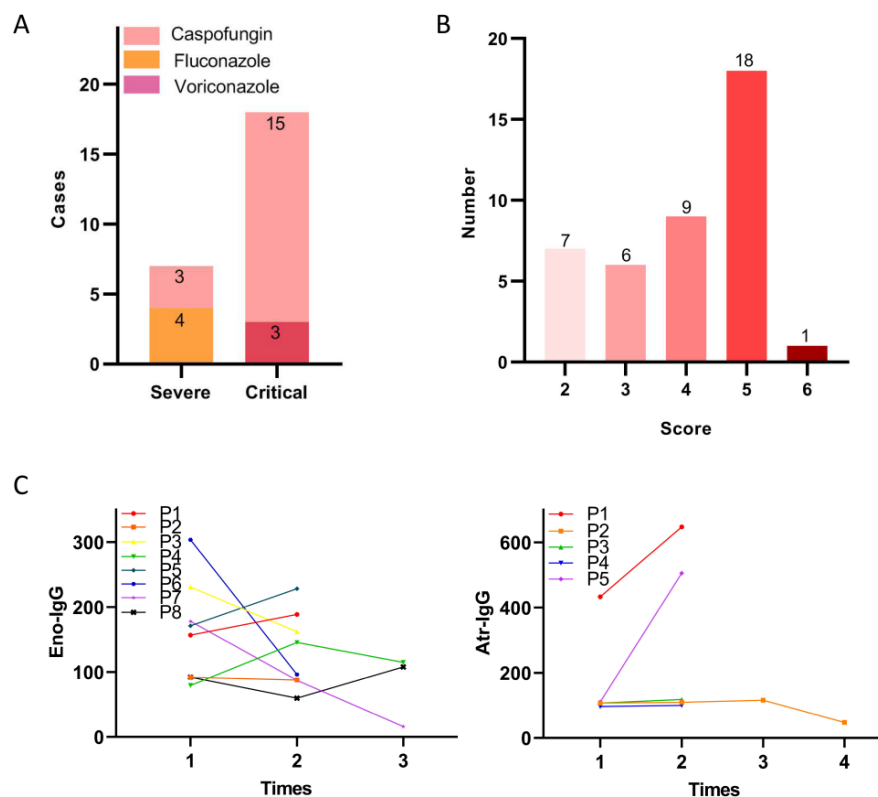 A
Caspofungin
Fluconazole
Voriconazole
Cases
20
15
10
5
0
15
3
4
3
Severe
Critical
B
Number
20
15
10
5
0
7
6
9
18
1
2
3
4
5
6
Score
C
P1
P2
P3
P4
P5
P6
P7
P8
Eno-IgG
300
200
100
0
1
2
3
Times
P1
P2
P3
P4
P5
Atr-IgG
600
400
200
0
1
2
3
4
Times